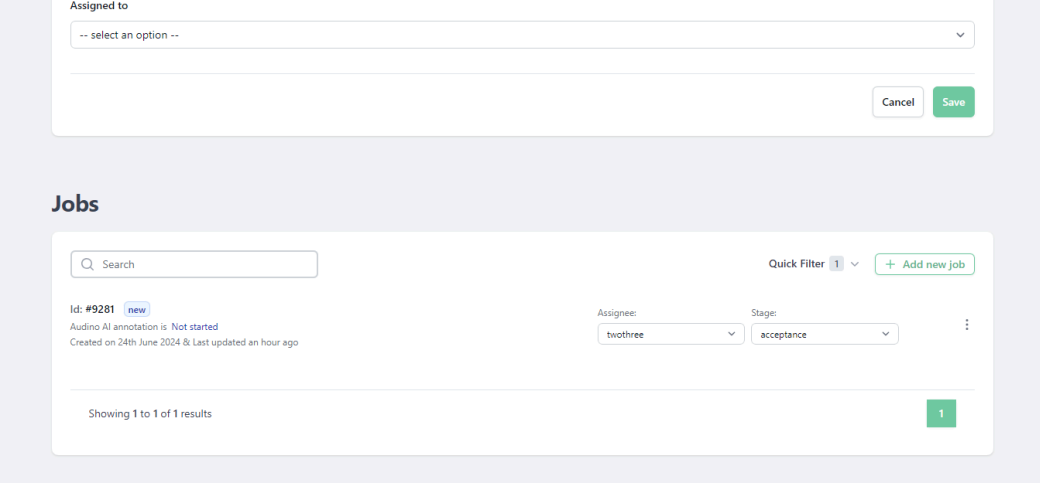 Assigned to
-- select an option --
Cancel Save
Jobs
Search
Quick Filter 1
+ Add new job
Id: #9281 new
Audino AI annotation is Not started
Created on 24th June 2024 & Last updated an hour ago
Assignee: Stage:
twothree acceptance
Showing 1 to 1 of 1 results
1